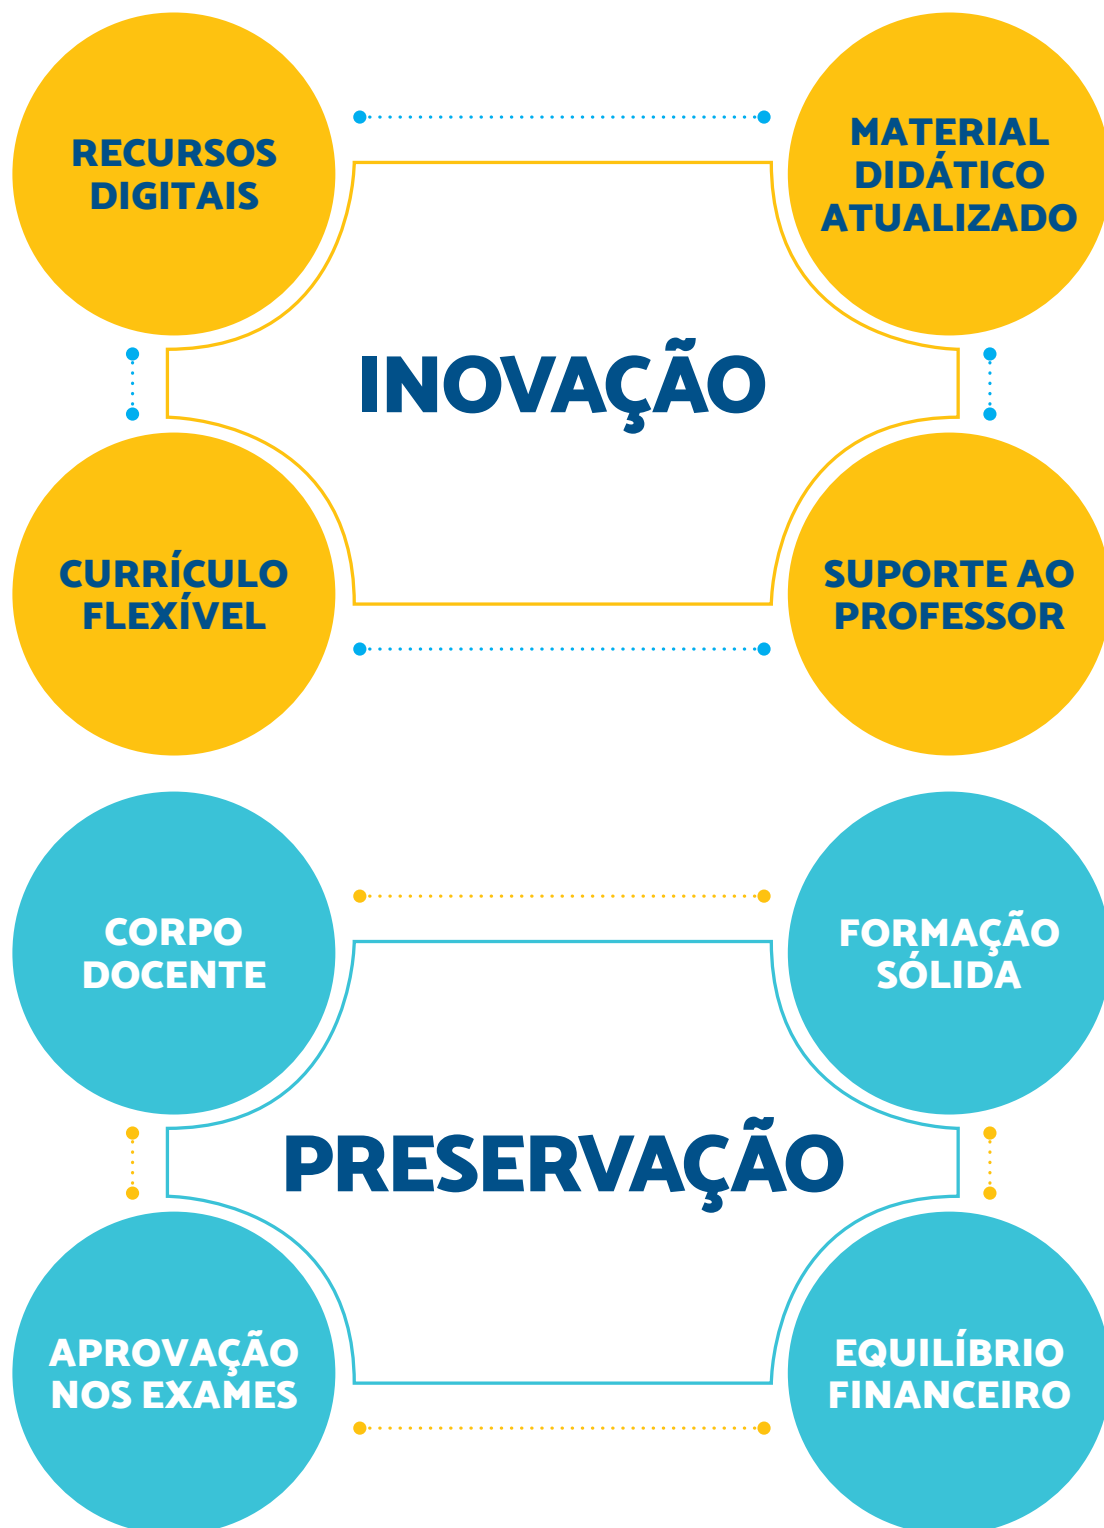 RECURSOS
DIGITAIS
MATERIAL
DIDÁTICO
ATUALIZADO
INOVAÇÃO
CURRÍCULO
FLEXÍVEL
SUPORTE AO
PROFESSOR
CORPO
DOCENTE
FORMAÇÃO
SÓLIDA
PRESERVAÇÃO
APROVAÇÃO
NOS EXAMES
EQUILÍBRIO
FINANCEIRO